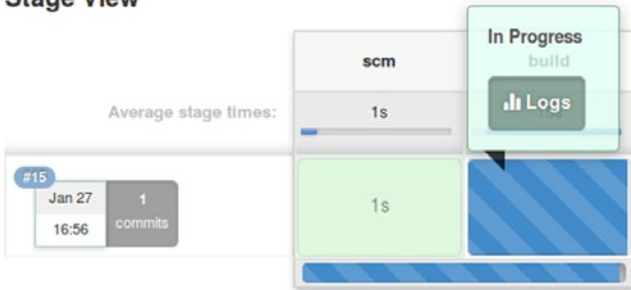 Stage View
In Progress
scm
build
Logs
Average stage times:
1s
#15
Jan 27
16:56
1
commits
1s